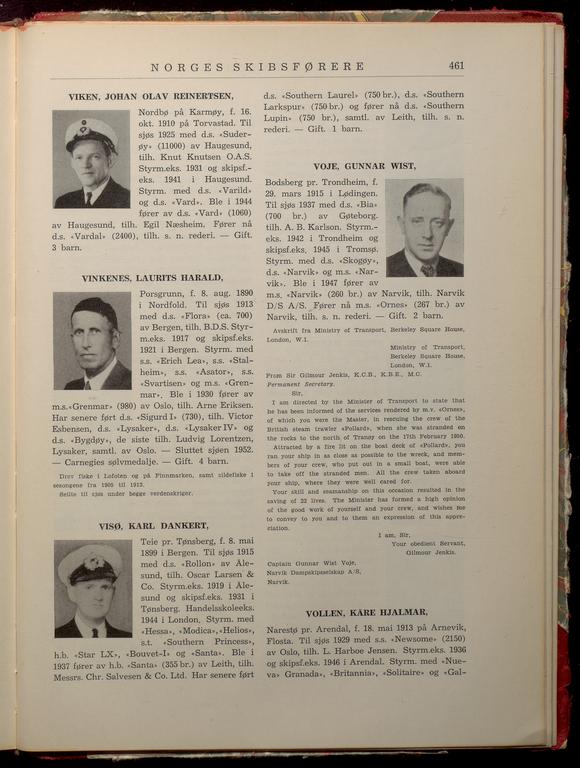 NORGES SKIBSFØRERE 461
VIKEN, JOHAN OLAV REINERTSEN,
Nordbø på Karmøy, f. 16.
okt. 1910 på Torvastad. Til
sjøs 1925 med d.s. «Suder-
øy» (11000) av Haugesund,
tilh. Knut Knutsen O.A.S.
Styrm.eks. 1931 og skipsf.-
eks. 1941 i Haugesund.
Styrm. med d.s. «Varild»
og d.s. «Vard». Ble i 1944
fører av d.s. «Vard» (1060)
av Haugesund, tilh. Egil Næsheim. Fører nå
d.s. «Vardal» (2400), tilh. s. n. rederi. — Gift.
3 barn.
VINKENES, LAURITS HARALD,
Porsgrunn, f. 8. aug. 1890
i Nordfold. Til sjøs 1913
med d.s. «Flora» (ca. 700)
av Bergen, tilh. B.D.S. Styr-
m.eks. 1917 og skipsf.eks.
1921 i Bergen. Styrm. med
s.s. «Erich Lea», s.s. «Stal-
heim», s.s. «Asator», s.s.
«Svartisen» og m.s. «Gren-
mar». Ble i 1930 fører av
m.s.«Grenmar» (980) av Oslo, tilh. Arne Eriksen.
Har senere ført d.s. «Sigurd I» (730), tilh. Victor
Esbensen, d.s. «Lysaker», d.s. «Lysaker IV» og
d.s. «Bygdøy», de siste tilh. Ludvig Lorentzen,
Lysaker, samtl. av Oslo. — Sluttet sjøen 1952.
— Carnegies sølvmedalje. — Gift. 4 barn.
Drev fiske i Lofoten og på Finnmarken, samt sildefiske i
sesongene fra 1905 til 1913.
Seilte til sjøs under begge verdenskriger.
VISØ, KARL DANKERT,
Teie pr. Tønsberg, f. 8. mai
1899 i Bergen. Til sjøs 1915
med d.s. «Rollon» av Åle-
sund, tilh. Oscar Larsen &
Co. Styrm.eks. 1919 i Åle-
sund og skipsf.eks. 1931 i
Tønsberg. Handelsskoleeks.
1944 i London. Styrm. med
«Hessa», «Modica»,«Helios»,
s.t. «Southern Princess»,
h.b. «Star LX», «Bouvet-I» og «Santa». Ble i
1937 fører av h.b. «Santa» (355 br.) av Leith, tilh.
Messrs. Chr. Salvesen & Co. Ltd. Har senere ført
d.s. «Southern Laurel» (750 br.), d.s. «Southern
Larkspur» (750 br.) og fører nå d.s. «Southern
Lupin» (750 br.), samtl. av Leith, tilh. s. n.
rederi. — Gift. 1 barn.
VOJE, GUNNAR WIST,
Bodsberg pr. Trondheim, f.
29. mars 1915 i Lødingen.
Til sjøs 1937 med d.s. «Bia»
(700 br.) av Gøteborg.
tilh. A. B. Karlson. Styrm.-
eks. 1942 i Trondheim og
skipsf.eks. 1945 i Tromsø.
Styrm. med d.s. «Skogøy»,
d.s. «Narvik» og m.s. «Nar-
vik». Ble i 1947 fører av
m.s. «Narvik» (260 br.) av Narvik, tilh. Narvik
D/S A/S. Fører nå m.s. «Ornes» (267 br.) av
Narvik, tilh. s. n. rederi. — Gift. 2 barn.
Avskrift fra Ministry of Transport, Berkeley Square House,
London, W.1.
Ministry of Transport,
Berkeley Square House,
London, W.1.
From Sir Gilmour Jenkis, K.C.B., K.B.E., M.C.
Permanent Secretary.
Sir,
I am directed by the Minister of Transport to state that
he has been informed of the services rendered by m.v. «Ornes»,
of which you were the Master, in rescuing the crew of the
British steam trawler «Pollard», when she was stranded on
the rocks to the north of Tranøy on the 17th February 1950.
Attracted by a fire lit on the boat deck of «Pollard», you
ran your ship in as close as possible to the wreck, and mem-
bers of your crew, who put out in a small boat, were able
to take off the stranded men. All the crew taken aboard
your ship, where they were well cared for.
Your skill and seamanship on this occasion resulted in the
saving of 22 lives. The Minister has formed a high opinion
of the good work of yourself and your crew, and wishes me
to convey to you and to them an expression of this appre-
ciation.
I am, Sir,
Your obedient Servant,
Gilmour Jenkis.
Captain Gunnar Wist Voje,
Narvik Dampskipsselskap A/S,
Narvik.
VOLLEN, KÅRE HJALMAR,
Narestø pr. Arendal, f. 18. mai 1913 på Arnevik,
Flosta. Til sjøs 1929 med s.s. «Newsome» (2150)
av Oslo, tilh. L. Harboe Jensen. Styrm.eks. 1936
og skipsf.eks. 1946 i Arendal. Styrm. med «Nue-
va» Granada», «Britannia», «Solitaire» og «Gal-